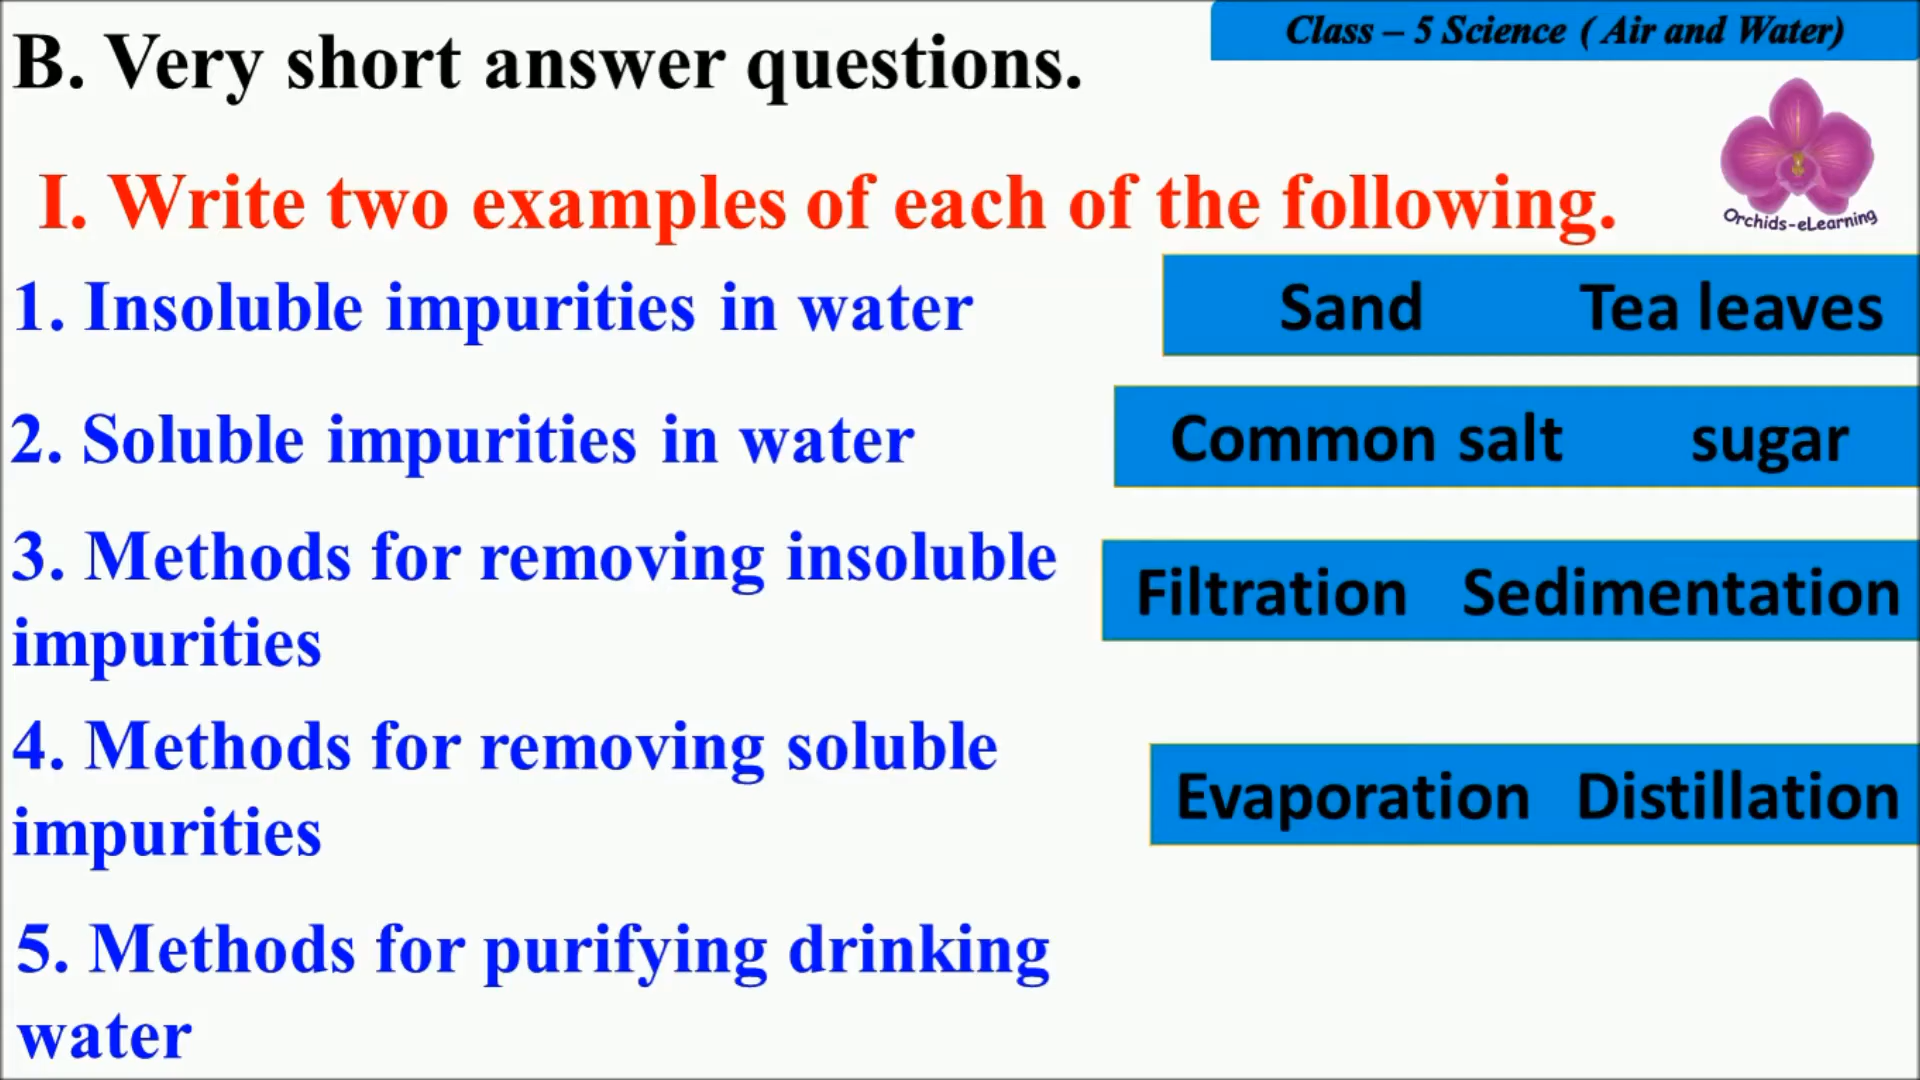 Class – 5 Science ( Air and Water)
B. Very short answer questions.
Orchids-eLearning
I. Write two examples of each of the following.
1. Insoluble impurities in water
Sand Tea leaves
2. Soluble impurities in water
Common salt sugar
3. Methods for removing insoluble
impurities
Filtration Sedimentation
4. Methods for removing soluble
impurities
Evaporation Distillation
5. Methods for purifying drinking
water